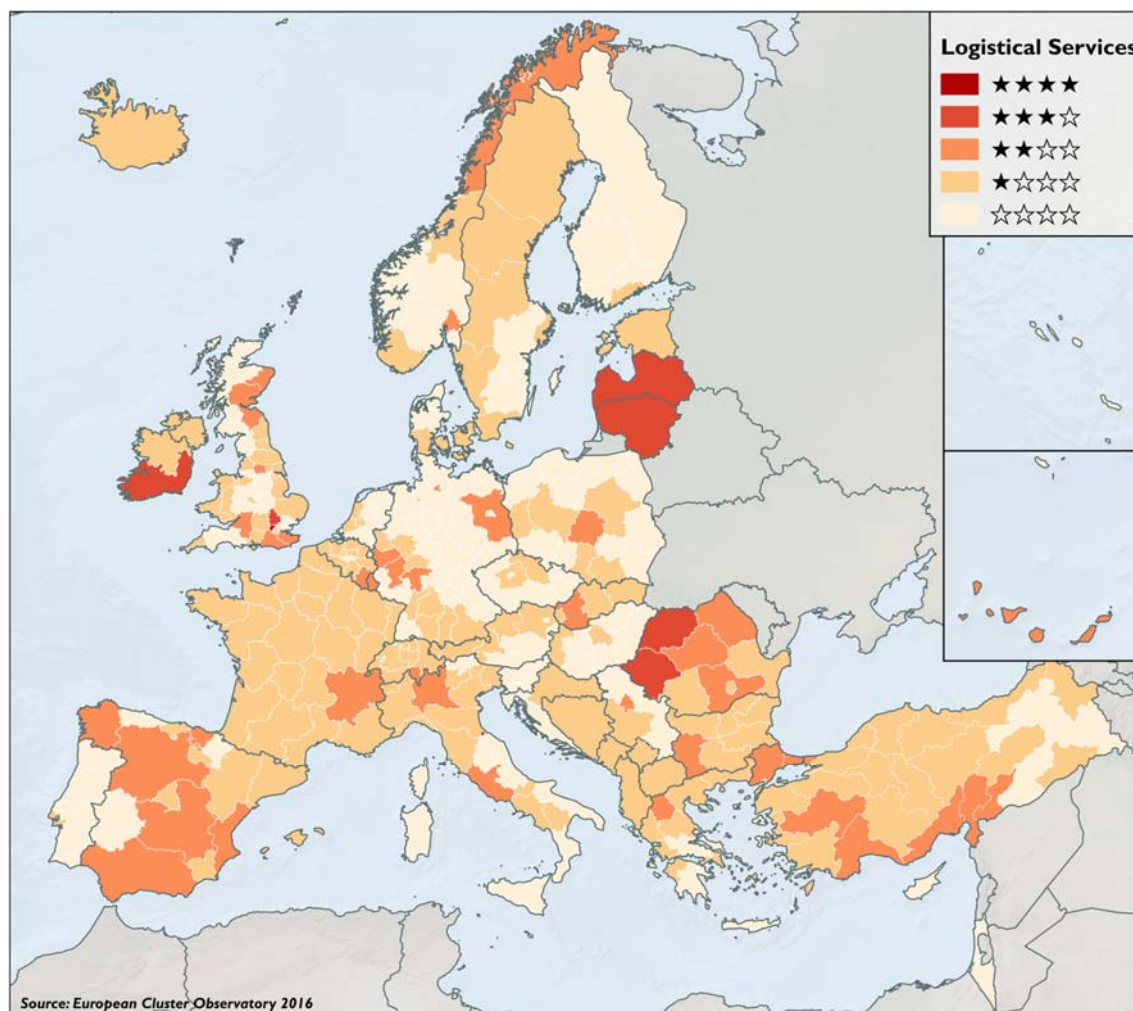 Logistical Services
★★★★
★★★☆
★★☆☆
★☆☆☆
☆☆☆☆
Source: European Cluster Observatory 2016